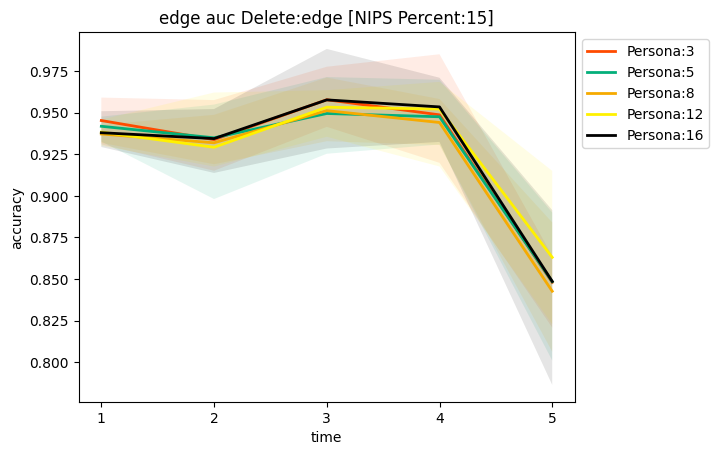 edge auc Delete:edge [NIPS Percent:15]
Persona:3
Persona:5
Persona:8
Persona:12
Persona:16
accuracy
0.975
0.950
0.925
0.900
0.875
0.850
0.825
0.800
1 2 3 4 5
time